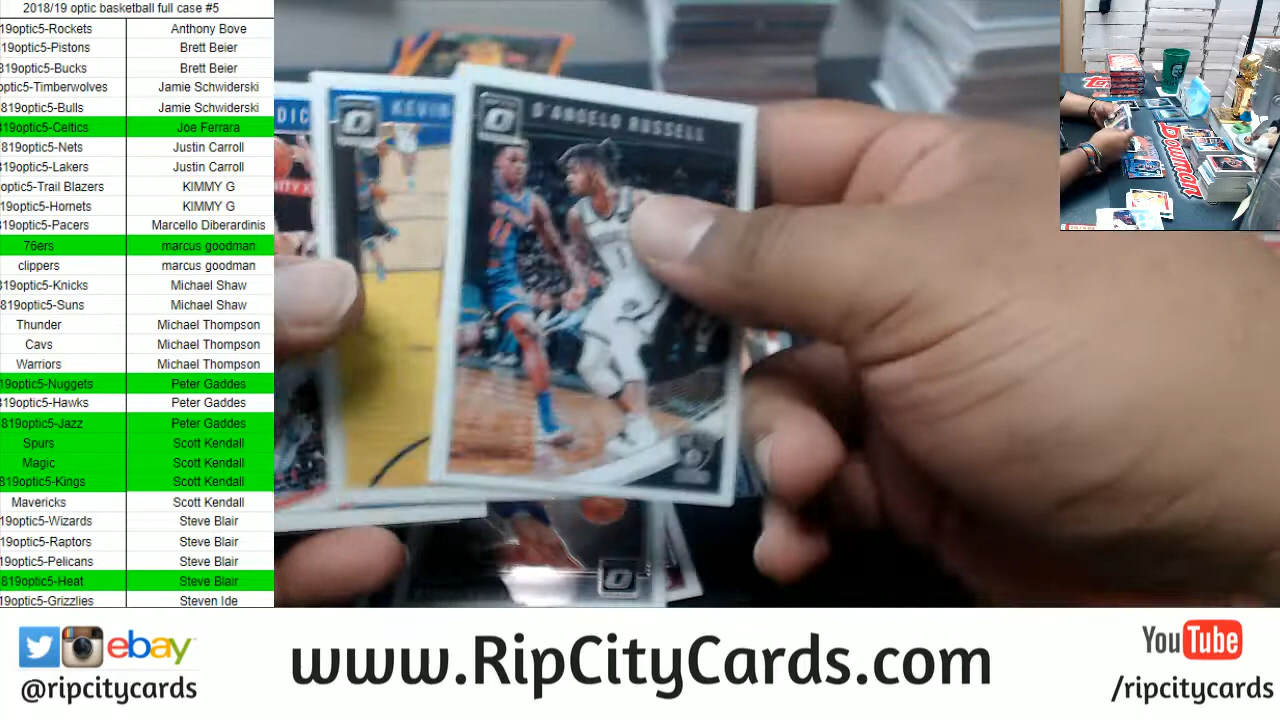 2018/19 optic basketball full case #5
19optic5-Rockets Anthony Bove
19optic5-Pistons Brett Beier
819optic5-Bucks Brett Beier
optic5-Timberwolves Jamie Schwiderski
819optic5-Bulls Jamie Schwiderski
819optic5-Celtics Joe Ferrara
819optic5-Nets Justin Carroll
819optic5-Lakers Justin Carroll
optic5-Trail Blazers KIMMY G
19optic5-Hornets KIMMY G
819optic5-Pacers Marcello Diberardinis
76ers marcus goodman
clippers marcus goodman
819optic5-Knicks Michael Shaw
819optic5-Suns Michael Shaw
Thunder Michael Thompson
Cavs Michael Thompson
Warriors Michael Thompson
19optic5-Nuggets Peter Gaddes
819optic5-Hawks Peter Gaddes
819optic5-Jazz Peter Gaddes
Spurs Scott Kendall
Magic Scott Kendall
819optic5-Kings Scott Kendall
Mavericks Scott Kendall
19optic5-Wizards Steve Blair
19optic5-Raptors Steve Blair
19optic5-Pelicans Steve Blair
819optic5-Heat Steve Blair
19optic5-Grizzlies Steven Ide
DIC
KEVIN
D'ANGELO RUSSELL
Bowman
ebay
@ripcitycards
www.RipCityCards.com
YouTube
/ripcitycards